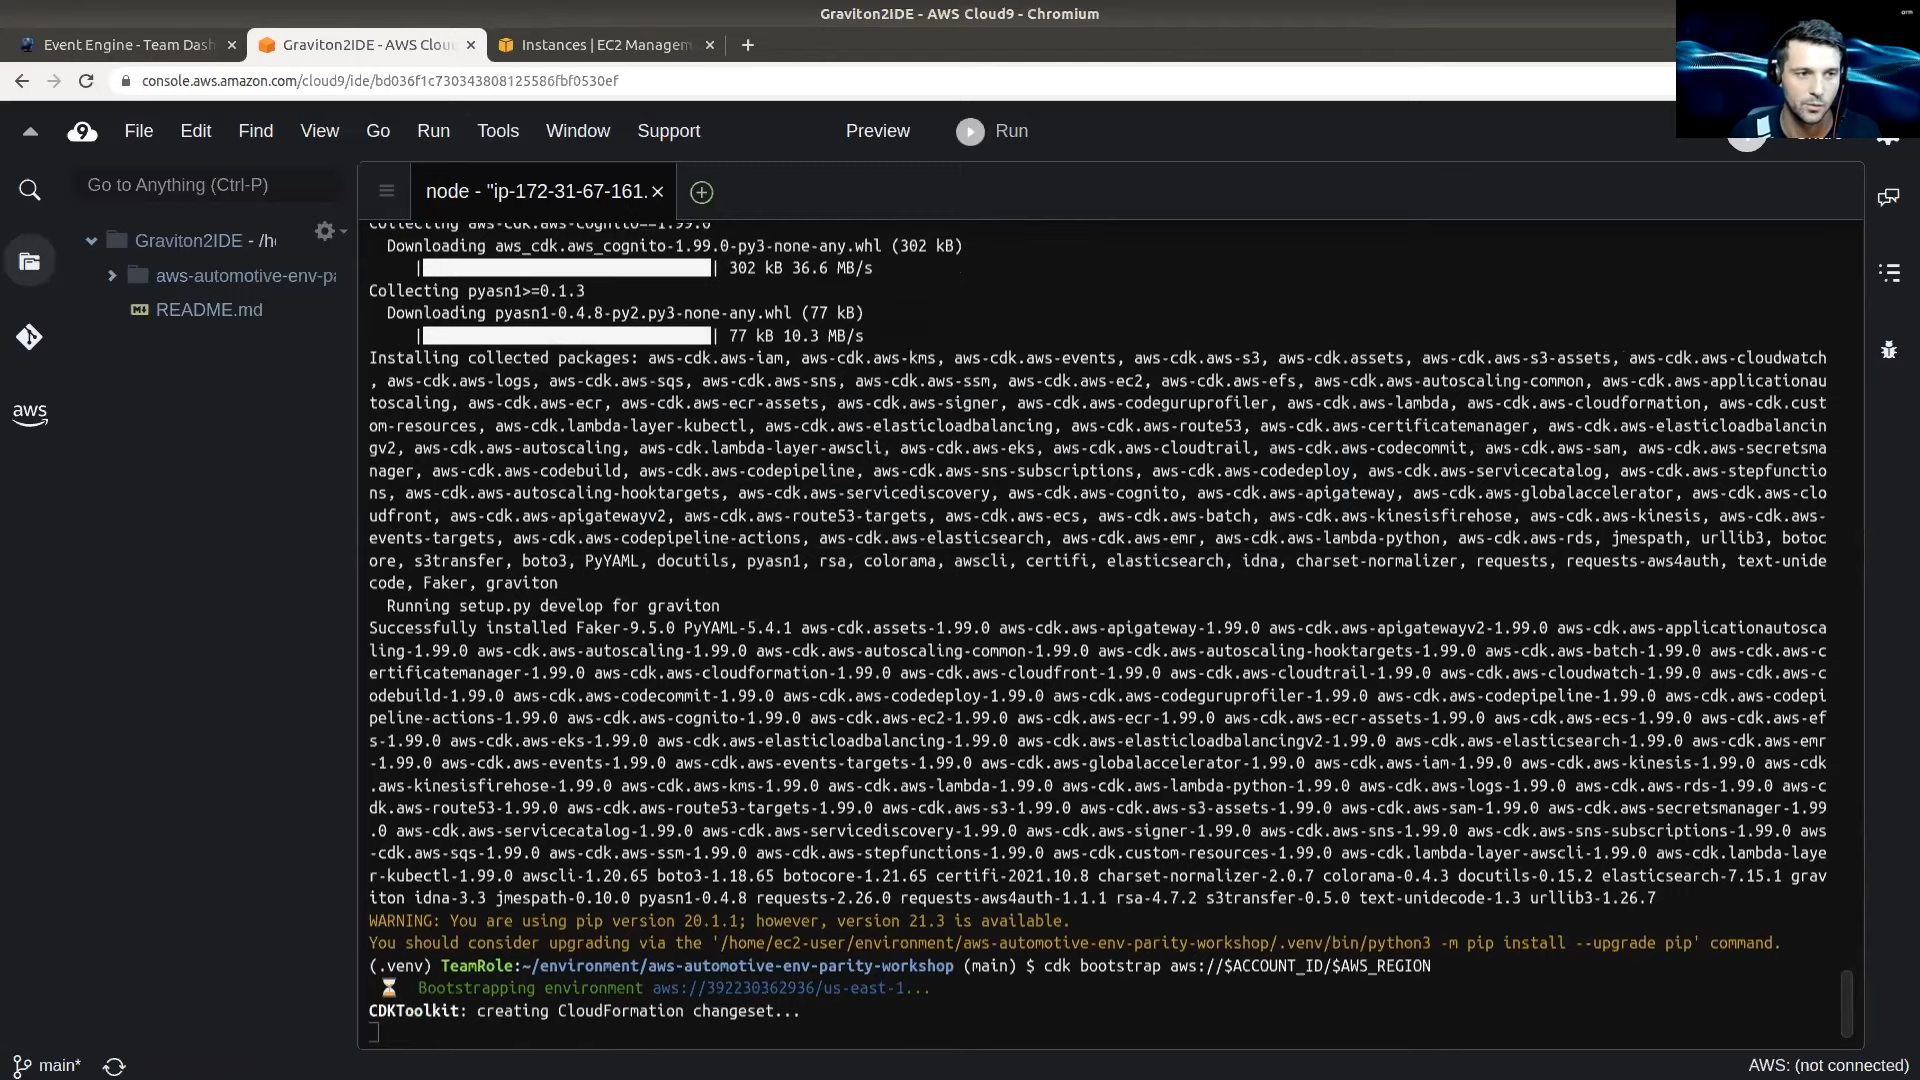 Graviton2IDE - AWS Cloud9 - Chromium
Event Engine - Team Dash
Graviton2IDE - AWS Clou
Instances | EC2 Managem
console.aws.amazon.com/cloud9/ide/bd036f1c730343808125586fbf0530ef
arm
File Edit Find View Go Run Tools Window Support Preview Run
Go to Anything (Ctrl-P)
node - "ip-172-31-67-161.
Graviton2IDE - /h
aws-automotive-env-pa
README.md
aws
Collecting aws-cdk.aws-cognito==1.99.0
Downloading aws_cdk.aws_cognito-1.99.0-py3-none-any.whl (302 kB)
| | 302 kB 36.6 MB/s
Collecting pyasn1>=0.1.3
Downloading pyasn1-0.4.8-py2.py3-none-any.whl (77 kB)
| | 77 kB 10.3 MB/s
Installing collected packages: aws-cdk.aws-iam, aws-cdk.aws-kms, aws-cdk.aws-events, aws-cdk.aws-s3, aws-cdk.assets, aws-cdk.aws-s3-assets, aws-cdk.aws-cloudwatch
, aws-cdk.aws-logs, aws-cdk.aws-sqs, aws-cdk.aws-sns, aws-cdk.aws-ssm, aws-cdk.aws-ec2, aws-cdk.aws-efs, aws-cdk.aws-autoscaling-common, aws-cdk.aws-applicationau
toscaling, aws-cdk.aws-ecr, aws-cdk.aws-ecr-assets, aws-cdk.aws-signer, aws-cdk.aws-codeguruprofiler, aws-cdk.aws-lambda, aws-cdk.aws-cloudformation, aws-cdk.cust
om-resources, aws-cdk.lambda-layer-kubectl, aws-cdk.aws-elasticloadbalancing, aws-cdk.aws-route53, aws-cdk.aws-certificatemanager, aws-cdk.aws-elasticloadbalancin
gv2, aws-cdk.aws-autoscaling, aws-cdk.lambda-layer-awscli, aws-cdk.aws-eks, aws-cdk.aws-cloudtrail, aws-cdk.aws-codecommit, aws-cdk.aws-sam, aws-cdk.aws-secretsma
nager, aws-cdk.aws-codebuild, aws-cdk.aws-codepipeline, aws-cdk.aws-sns-subscriptions, aws-cdk.aws-codedeploy, aws-cdk.aws-servicecatalog, aws-cdk.aws-stepfunctio
ns, aws-cdk.aws-autoscaling-hooktargets, aws-cdk.aws-servicediscovery, aws-cdk.aws-cognito, aws-cdk.aws-apigateway, aws-cdk.aws-globalaccelerator, aws-cdk.aws-clo
udfront, aws-cdk.aws-apigatewayv2, aws-cdk.aws-route53-targets, aws-cdk.aws-ecs, aws-cdk.aws-batch, aws-cdk.aws-kinesisfirehose, aws-cdk.aws-kinesis, aws-cdk.aws-
events-targets, aws-cdk.aws-codepipeline-actions, aws-cdk.aws-elasticsearch, aws-cdk.aws-emr, aws-cdk.aws-lambda-python, aws-cdk.aws-rds, jmespath, urllib3, botoc
ore, s3transfer, boto3, PyYAML, docutils, pyasn1, rsa, colorama, awscli, certifi, elasticsearch, idna, charset-normalizer, requests, requests-aws4auth, text-unide
code, Faker, graviton
Running setup.py develop for graviton
Successfully installed Faker-9.5.0 PyYAML-5.4.1 aws-cdk.assets-1.99.0 aws-cdk.aws-apigateway-1.99.0 aws-cdk.aws-apigatewayv2-1.99.0 aws-cdk.aws-applicationautosca
ling-1.99.0 aws-cdk.aws-autoscaling-1.99.0 aws-cdk.aws-autoscaling-common-1.99.0 aws-cdk.aws-autoscaling-hooktargets-1.99.0 aws-cdk.aws-batch-1.99.0 aws-cdk.aws-c
ertificatemanager-1.99.0 aws-cdk.aws-cloudformation-1.99.0 aws-cdk.aws-cloudfront-1.99.0 aws-cdk.aws-cloudtrail-1.99.0 aws-cdk.aws-cloudwatch-1.99.0 aws-cdk.aws-c
odebuild-1.99.0 aws-cdk.aws-codecommit-1.99.0 aws-cdk.aws-codedeploy-1.99.0 aws-cdk.aws-codeguruprofiler-1.99.0 aws-cdk.aws-codepipeline-1.99.0 aws-cdk.aws-codepi
peline-actions-1.99.0 aws-cdk.aws-cognito-1.99.0 aws-cdk.aws-ec2-1.99.0 aws-cdk.aws-ecr-1.99.0 aws-cdk.aws-ecr-assets-1.99.0 aws-cdk.aws-ecs-1.99.0 aws-cdk.aws-ef
s-1.99.0 aws-cdk.aws-eks-1.99.0 aws-cdk.aws-elasticloadbalancing-1.99.0 aws-cdk.aws-elasticloadbalancingv2-1.99.0 aws-cdk.aws-elasticsearch-1.99.0 aws-cdk.aws-emr
-1.99.0 aws-cdk.aws-events-1.99.0 aws-cdk.aws-events-targets-1.99.0 aws-cdk.aws-globalaccelerator-1.99.0 aws-cdk.aws-iam-1.99.0 aws-cdk.aws-kinesis-1.99.0 aws-cdk
.aws-kinesisfirehose-1.99.0 aws-cdk.aws-kms-1.99.0 aws-cdk.aws-lambda-1.99.0 aws-cdk.aws-lambda-python-1.99.0 aws-cdk.aws-logs-1.99.0 aws-cdk.aws-rds-1.99.0 aws-c
dk.aws-route53-1.99.0 aws-cdk.aws-route53-targets-1.99.0 aws-cdk.aws-s3-1.99.0 aws-cdk.aws-s3-assets-1.99.0 aws-cdk.aws-sam-1.99.0 aws-cdk.aws-secretsmanager-1.99
.0 aws-cdk.aws-servicecatalog-1.99.0 aws-cdk.aws-servicediscovery-1.99.0 aws-cdk.aws-signer-1.99.0 aws-cdk.aws-sns-1.99.0 aws-cdk.aws-sns-subscriptions-1.99.0 aws
-cdk.aws-sqs-1.99.0 aws-cdk.aws-ssm-1.99.0 aws-cdk.aws-stepfunctions-1.99.0 aws-cdk.custom-resources-1.99.0 aws-cdk.lambda-layer-awscli-1.99.0 aws-cdk.lambda-laye
r-kubectl-1.99.0 awscli-1.20.65 boto3-1.18.65 botocore-1.21.65 certifi-2021.10.8 charset-normalizer-2.0.7 colorama-0.4.3 docutils-0.15.2 elasticsearch-7.15.1 grav
iton idna-3.3 jmespath-0.10.0 pyasn1-0.4.8 requests-2.26.0 requests-aws4auth-1.1.1 rsa-4.7.2 s3transfer-0.5.0 text-unidecode-1.3 urllib3-1.26.7
WARNING: You are using pip version 20.1.1; however, version 21.3 is available.
You should consider upgrading via the '/home/ec2-user/environment/aws-automotive-env-parity-workshop/.venv/bin/python3 -m pip install --upgrade pip' command.
(.venv) TeamRole:~/environment/aws-automotive-env-parity-workshop (main) $ cdk bootstrap aws://$ACCOUNT_ID/$AWS_REGION
⏳ Bootstrapping environment aws://392230362936/us-east-1...
CDKToolkit: creating CloudFormation changeset...
main*
AWS: (not connected)